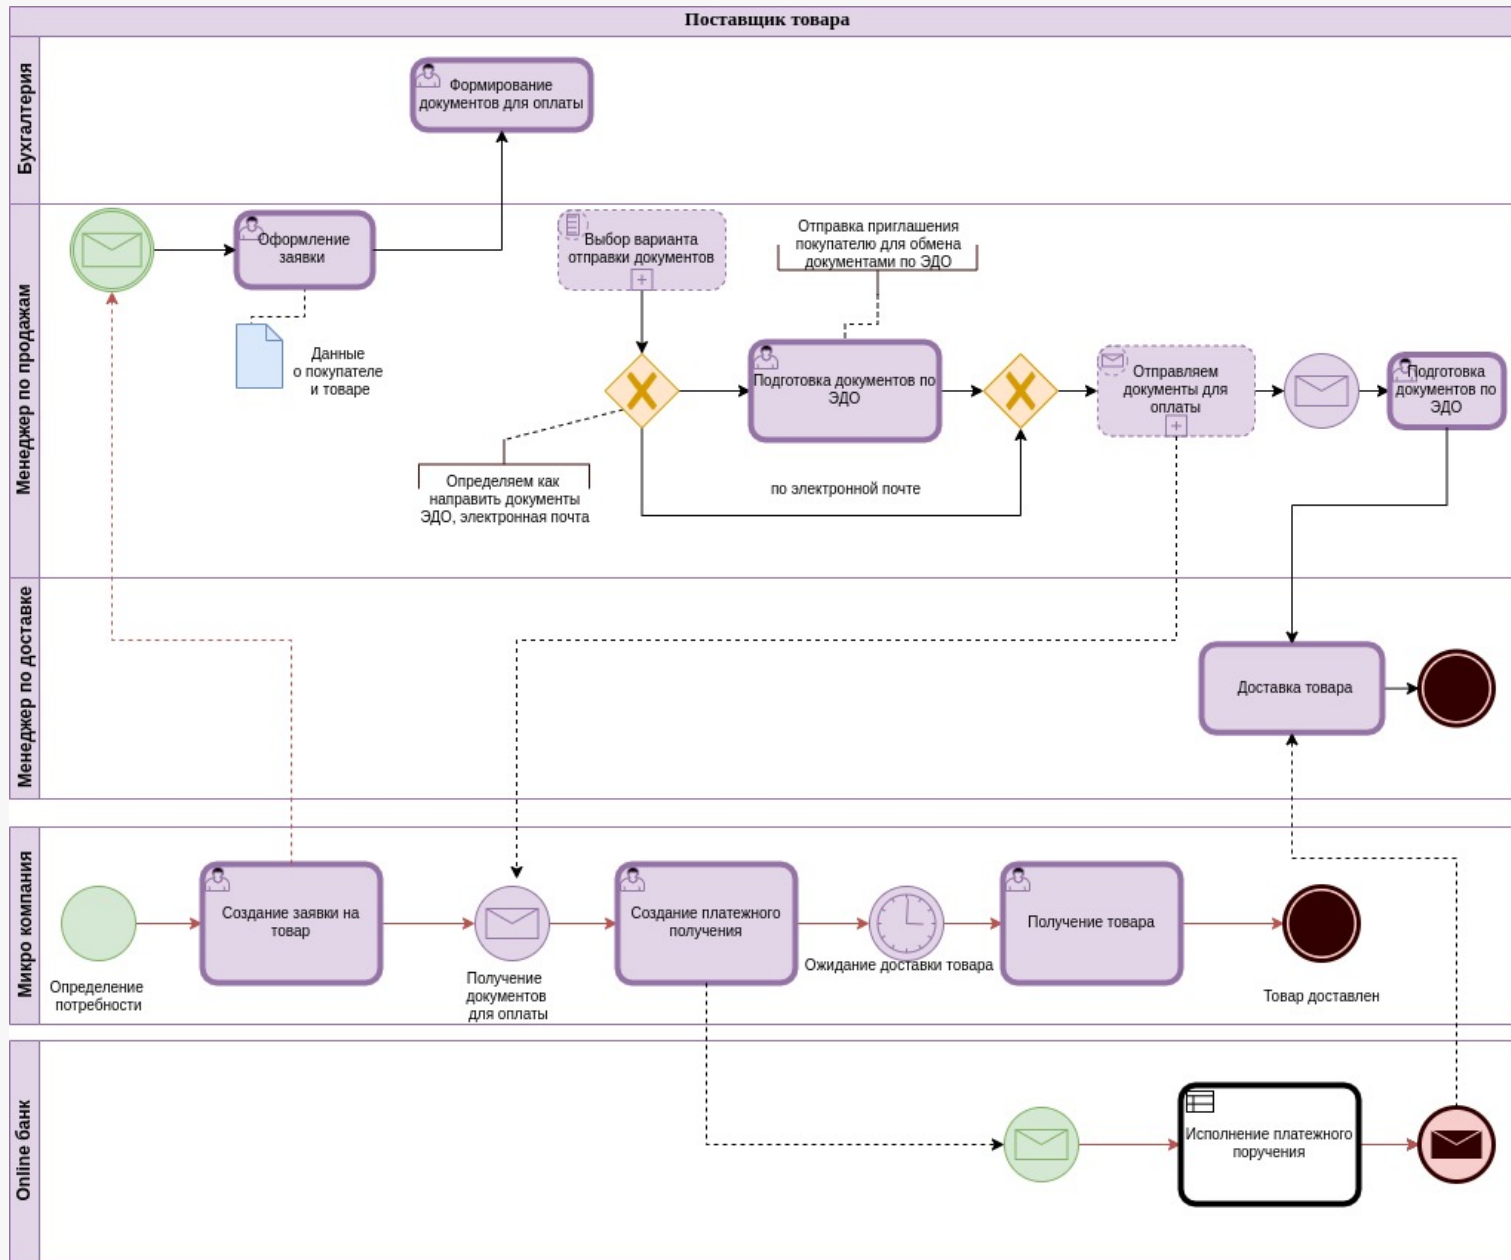 Поставщик товара
Бухгалтерия
Формирование
документов для оплаты
Менеджер по продажам
Оформление
заявки
Данные
о покупателе
и товаре
Выбор варианта
отправки документов
Отправка приглашения
покупателю для обмена
документами по ЭДО
Подготовка документов по
ЭДО
Отправляем
документы для
оплаты
Подготовка
документов по
ЭДО
Определяем как
направить документы
ЭДО, электронная почта
по электронной почте
Менеджер по доставке
Доставка товара
Микро компания
Определение
потребности
Создание заявки на
товар
Получение
документов
для оплаты
Создание платежного
получения
Ожидание доставки товара
Получение товара
Товар доставлен
Online банк
Исполнение платежного
поручения